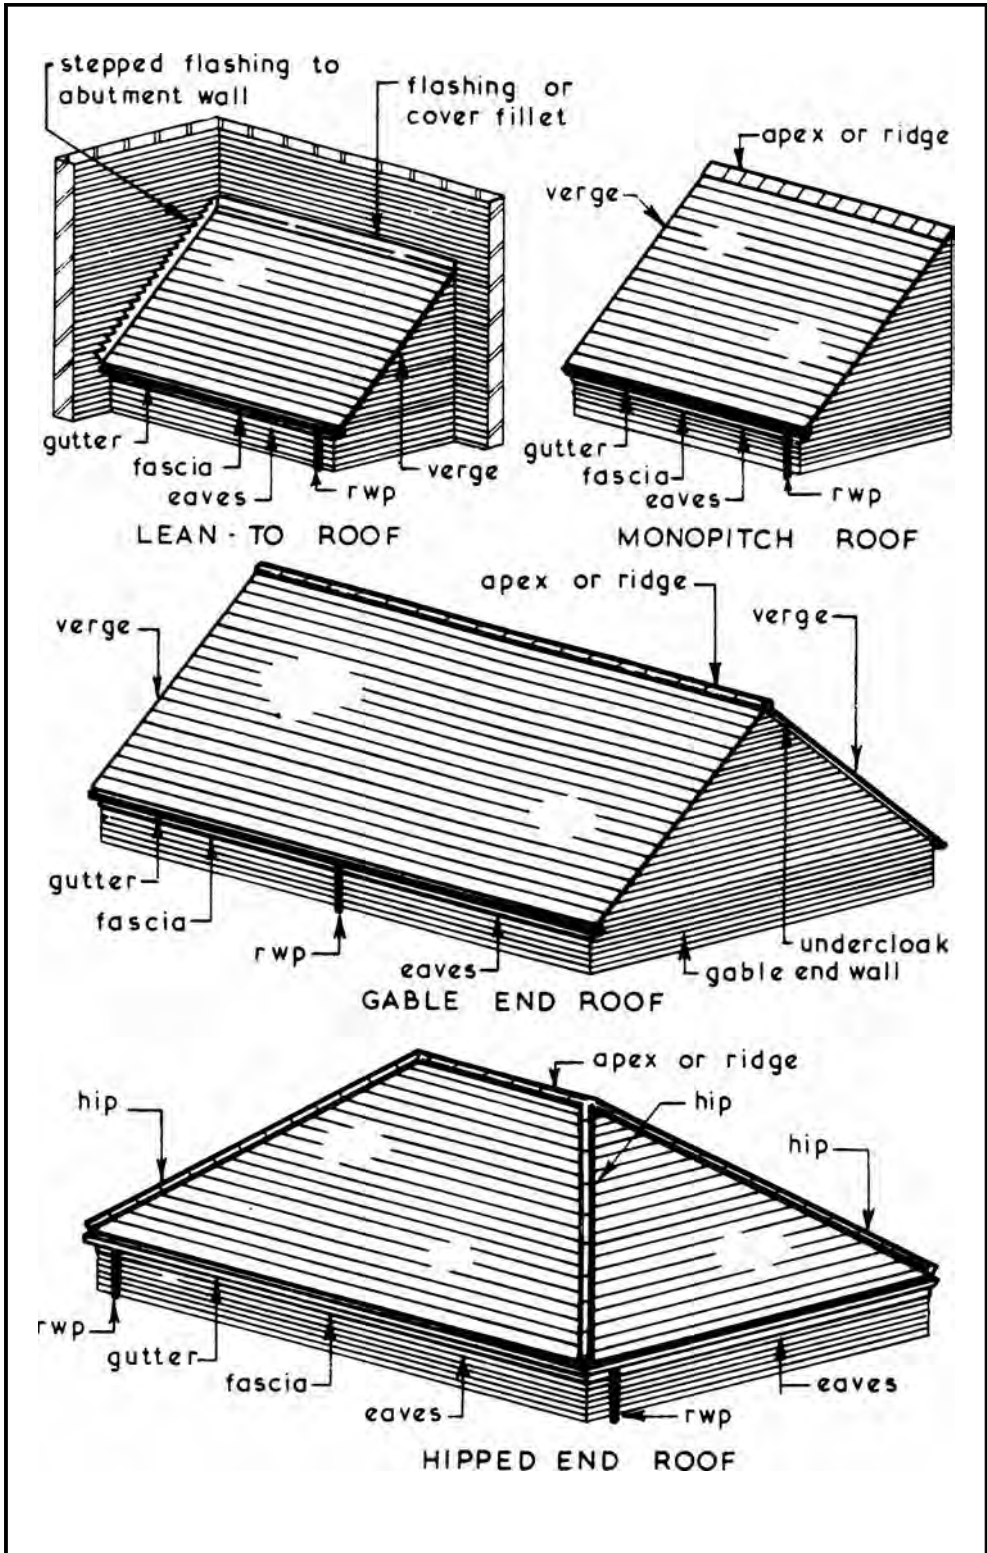 stepped flashing to
abutment wall
flashing or
cover fillet
gutter
fascia
eaves
rwp
verge
LEAN-TO ROOF
apex or ridge
verge
gutter
fascia
eaves
rwp
MONOPITCH ROOF
apex or ridge
verge
verge
gutter
fascia
rwp
eaves
undercloak
gable end wall
GABLE END ROOF
apex or ridge
hip
hip
hip
rwp
gutter
fascia
eaves
rwp
eaves
HIPPED END ROOF